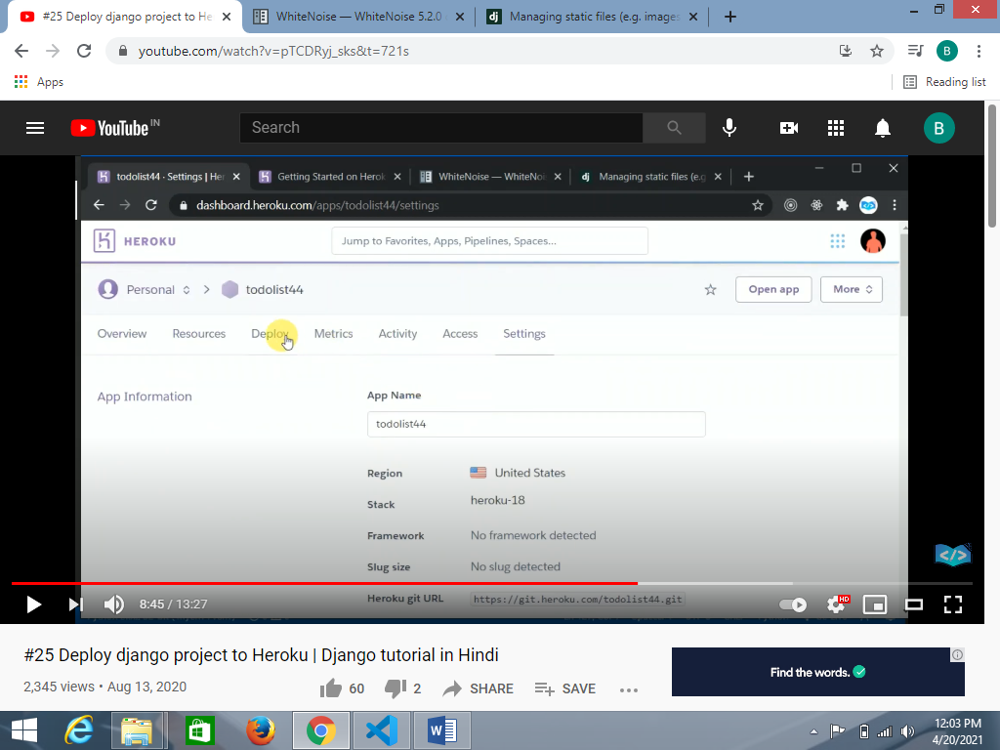 #25 Deploy django project to He
WhiteNoise — WhiteNoise 5.2.0
dj Managing static files (e.g. images
youtube.com/watch?v=pTCDRyj_sks&t=721s
B
Apps
Reading list
YouTube IN
Search
B
todolist44 · Settings | Her
Getting Started on Herok
WhiteNoise — WhiteNoi
dj Managing static files (e.g
dashboard.heroku.com/apps/todolist44/settings
HEROKU
Jump to Favorites, Apps, Pipelines, Spaces...
Personal
todolist44
Open app
More
Overview
Resources
Deploy
Metrics
Activity
Access
Settings
App Information
App Name
todolist44
Region
United States
Stack
heroku-18
Framework
No framework detected
Slug size
No slug detected
Heroku git URL
https://git.heroku.com/todolist44.git
</>
8:45 / 13:27
HD
#25 Deploy django project to Heroku | Django tutorial in Hindi
2,345 views • Aug 13, 2020
60
2
SHARE
SAVE
Find the words.
12:03 PM
4/20/2021